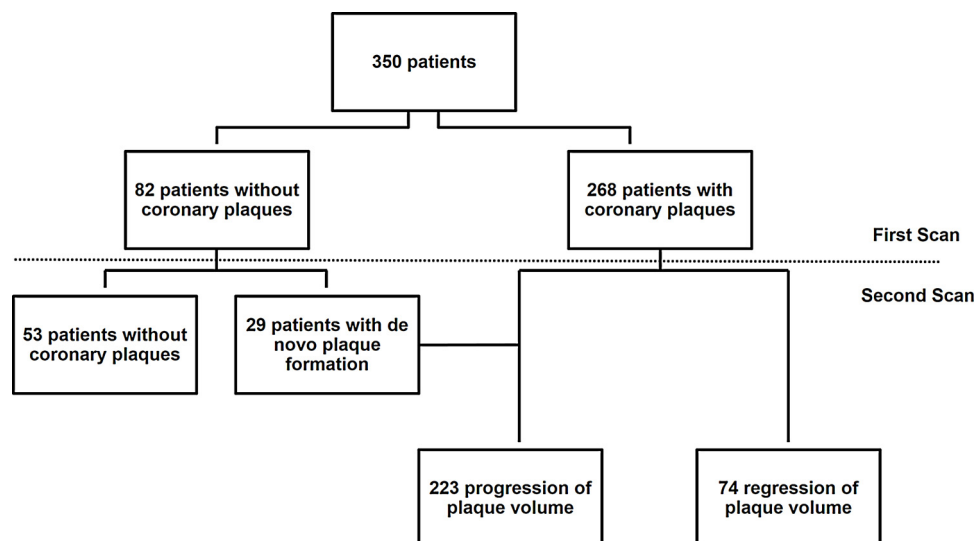 350 patients
82 patients without
coronary plaques
268 patients with
coronary plaques
First Scan
Second Scan
53 patients without
coronary plaques
29 patients with de
novo plaque
formation
223 progression of
plaque volume
74 regression of
plaque volume